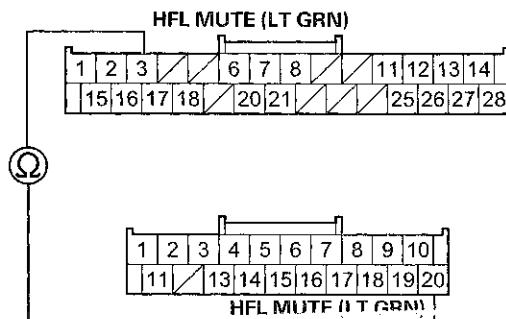 HFL MUTE (LT GRN)
1 2 3 6 7 8 11 12 13 14
15 16 17 18 20 21 25 26 27 28
Ω
1 2 3 4 5 6 7 8 9 10
11 13 14 15 16 17 18 19 20
HFL MUTE (LT GRN)